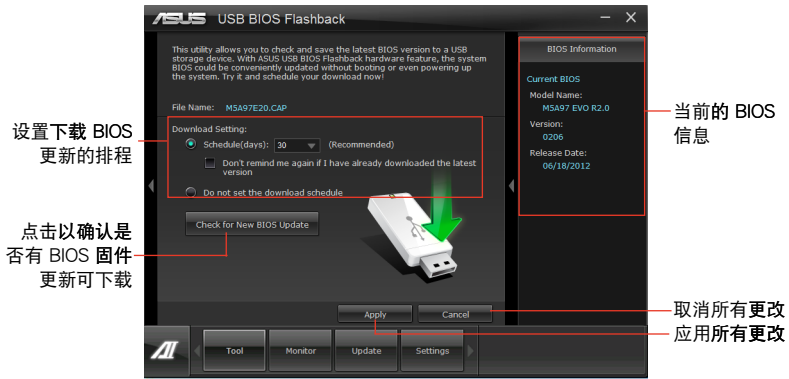 ASUS USB BIOS Flashback
This utility allows you to check and save the latest BIOS version to a USB
storage device. With ASUS USB BIOS Flashback hardware feature, the system
BIOS could be conveniently updated without booting or even powering up
the system. Try it and schedule your download now!
File Name: M5A97E20.CAP
Download Setting:
Schedule(days): 30 (Recommended)
Don't remind me again if I have already downloaded the latest
version
Do not set the download schedule
Check for New BIOS Update
Apply
Cancel
BIOS Information
Current BIOS
Model Name:
M5A97 EVO R2.0
Version:
0206
Release Date:
06/18/2012
AI
Tool
Monitor
Update
Settings
设置下载 BIOS
更新的排程
点击以确认是
否有 BIOS 固件
更新可下载
当前的 BIOS
信息
取消所有更改
应用所有更改